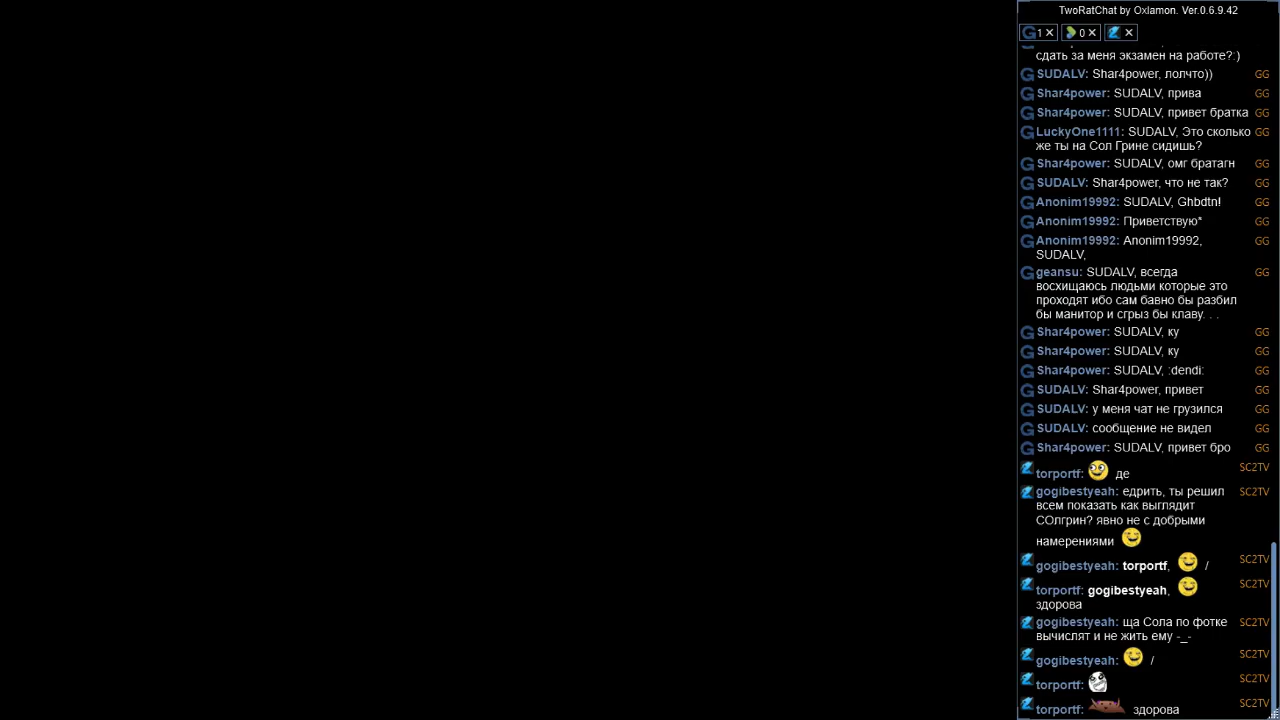 TwoRatChat by Oxlamon. Ver.0.6.9.42
1 × 0 × ×
сдать за меня экзамен на работе?:)
SUDALV: Shar4power, лолчто)) GG
Shar4power: SUDALV, прива GG
Shar4power: SUDALV, привет братка GG
LuckyOne1111: SUDALV, Это сколько GG
же ты на Сол Грине сидишь?
Shar4power: SUDALV, омг братагн GG
SUDALV: Shar4power, что не так? GG
Anonim19992: SUDALV, Ghbdtn! GG
Anonim19992: Приветствую* GG
Anonim19992: Anonim19992, GG
SUDALV,
geansu: SUDALV, всегда GG
восхищаюсь людьми которые это
проходят ибо сам бавно бы разбил
бы манитор и сгрыз бы клаву. . .
Shar4power: SUDALV, ку GG
Shar4power: SUDALV, ку GG
Shar4power: SUDALV, :dendi: GG
SUDALV: Shar4power, привет GG
SUDALV: у меня чат не грузился GG
SUDALV: сообщение не видел GG
Shar4power: SUDALV, привет бро GG
torportf: де SC2TV
gogibestyeah: едрить, ты решил SC2TV
всем показать как выглядит
СОлгрин? явно не с добрыми
намерениями
gogibestyeah: torportf, / SC2TV
torportf: gogibestyeah, SC2TV
здорова
gogibestyeah: ща Сола по фотке SC2TV
вычислят и не жить ему -_-
gogibestyeah: / SC2TV
torportf: SC2TV
torportf: здорова SC2TV